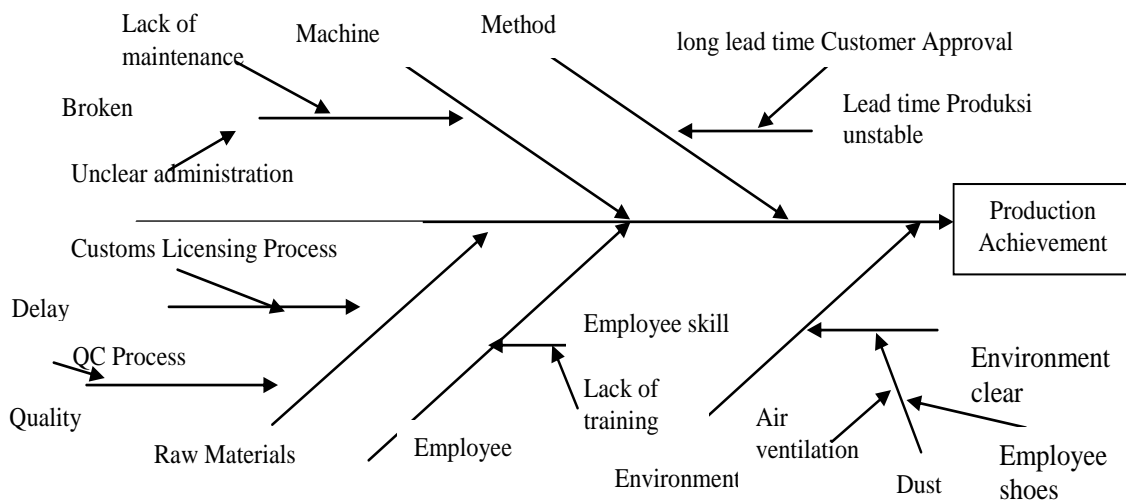 Lack of
maintenance
Machine
Method
long lead time Customer Approval
Broken
Lead time Produksi
unstable
Unclear administration
Production
Achievement
Customs Licensing Process
Delay
Employee skill
QC Process
Environment
clear
Lack of
training
Quality
Air
ventilation
Raw Materials
Employee
Environment
Dust
Employee
shoes